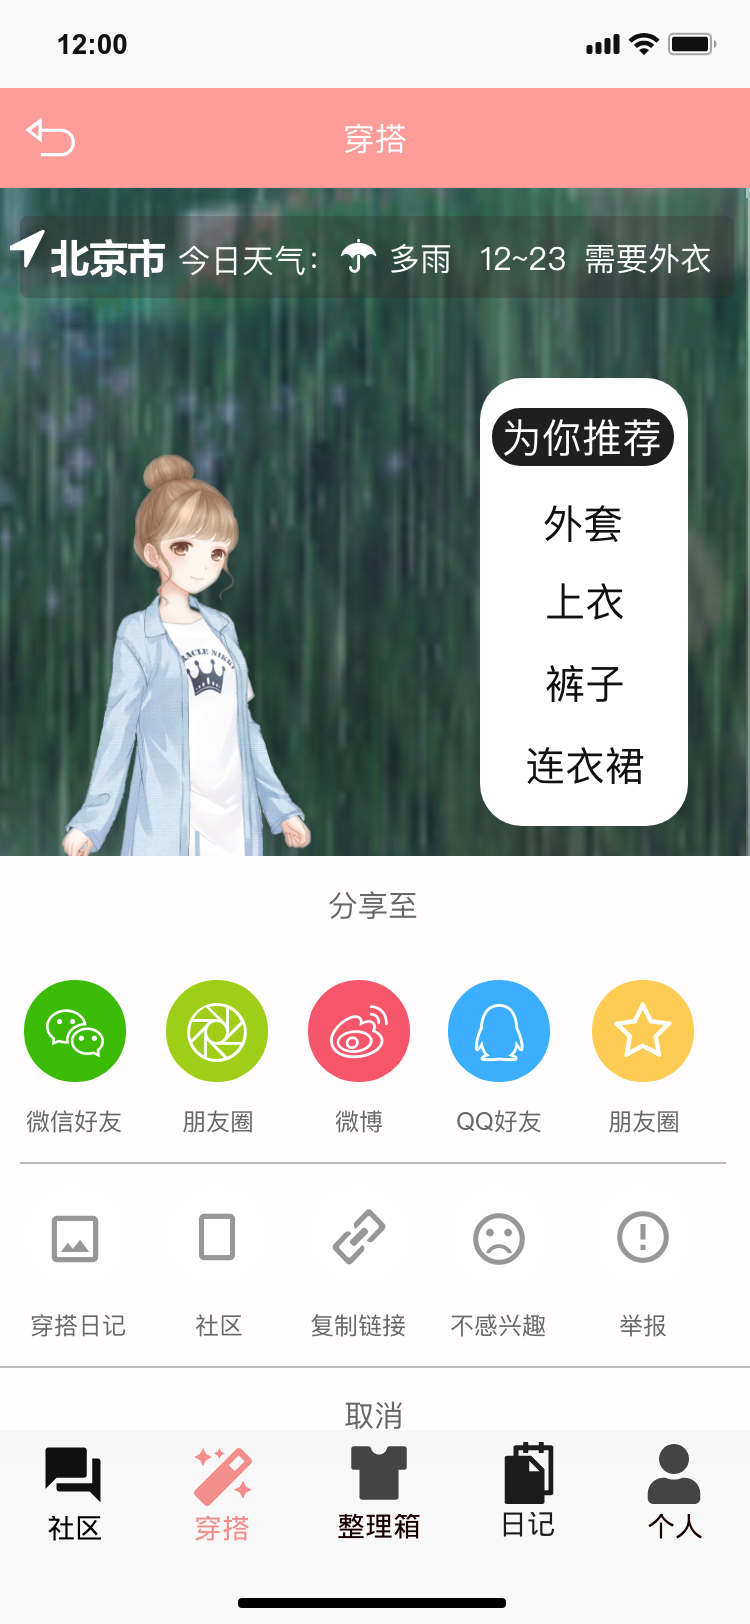 12:00
穿搭
北京市 今日天气： 多雨 12~23 需要外衣
为你推荐
外套
上衣
裤子
连衣裙
RACLE NIKKI
分享至
微信好友 朋友圈 微博 QQ好友 朋友圈
穿搭日记 社区 复制链接 不感兴趣 举报
取消
社区 穿搭 整理箱 日记 个人